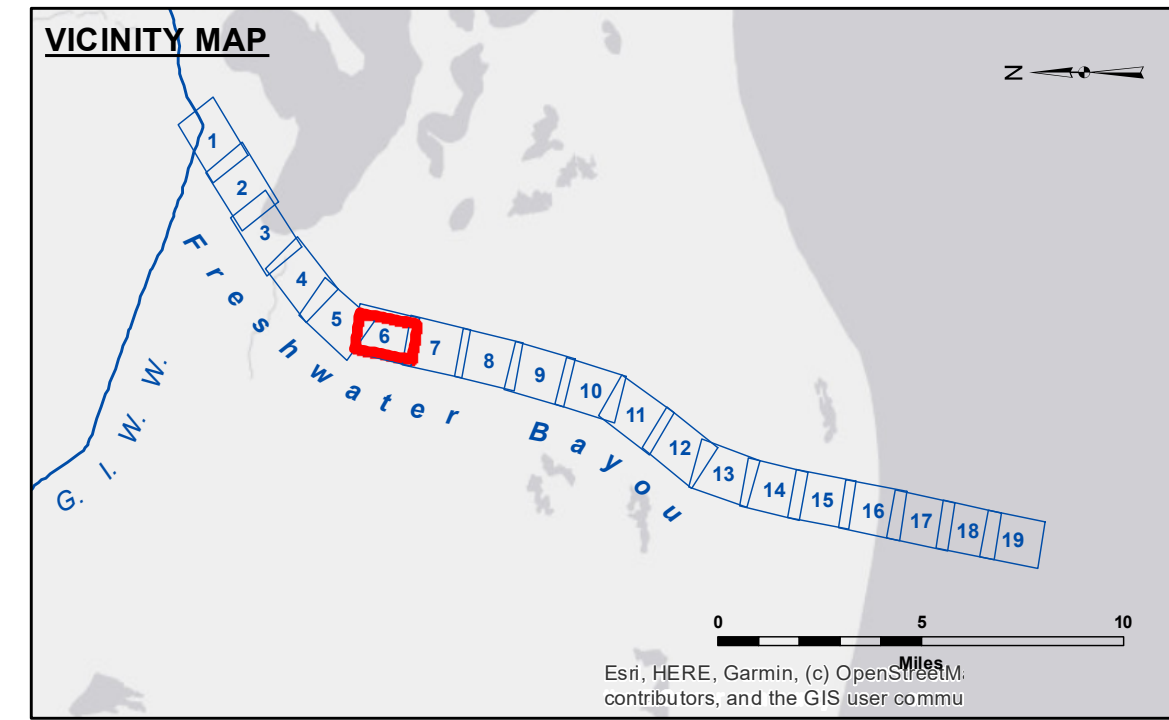 VICINITY MAP
N
1
2
3
4
5
6
7
8
9
10
11
12
13
14
15
16
17
18
19
Freshwater Bayou
G. I. W. W.
0 5 10
Miles
Esri, HERE, Garmin, (c) OpenStreetM
contributors, and the GIS user commu